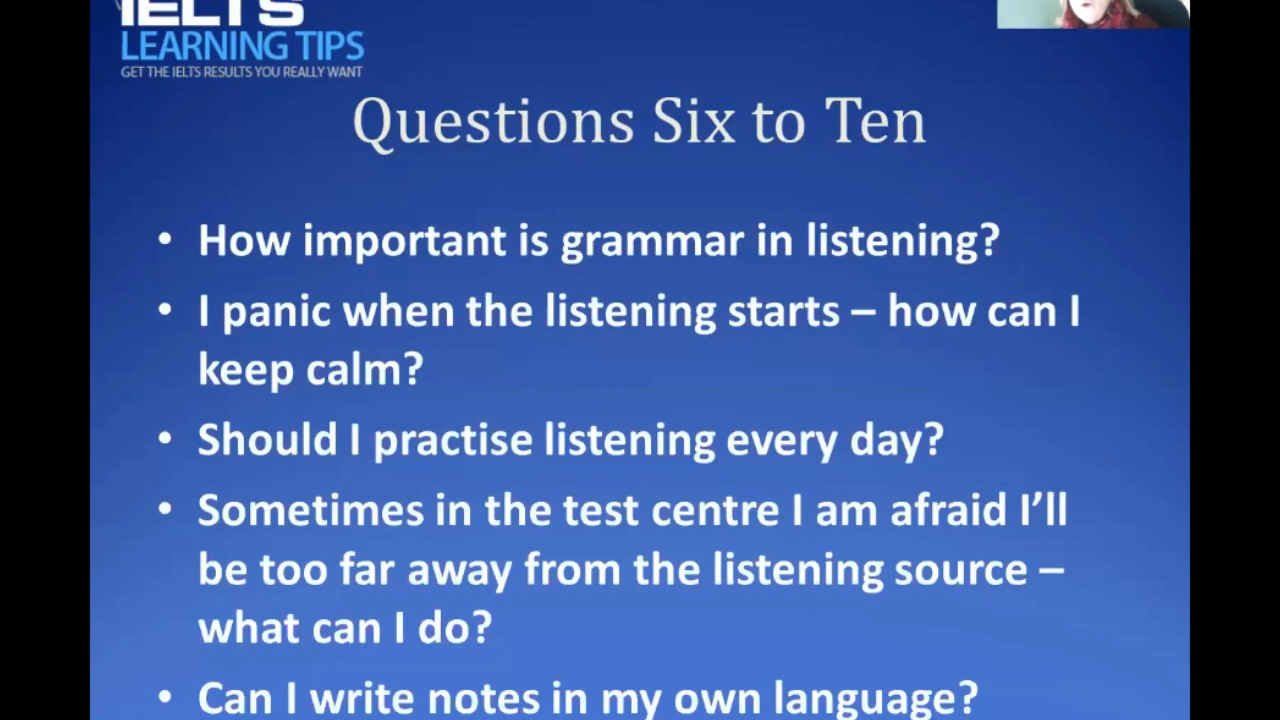 IELTS
LEARNING TIPS
GET THE IELTS RESULTS YOU REALLY WANT
Questions Six to Ten
• How important is grammar in listening?
• I panic when the listening starts – how can I
keep calm?
• Should I practise listening every day?
• Sometimes in the test centre I am afraid I’ll
be too far away from the listening source –
what can I do?
• Can I write notes in my own language?